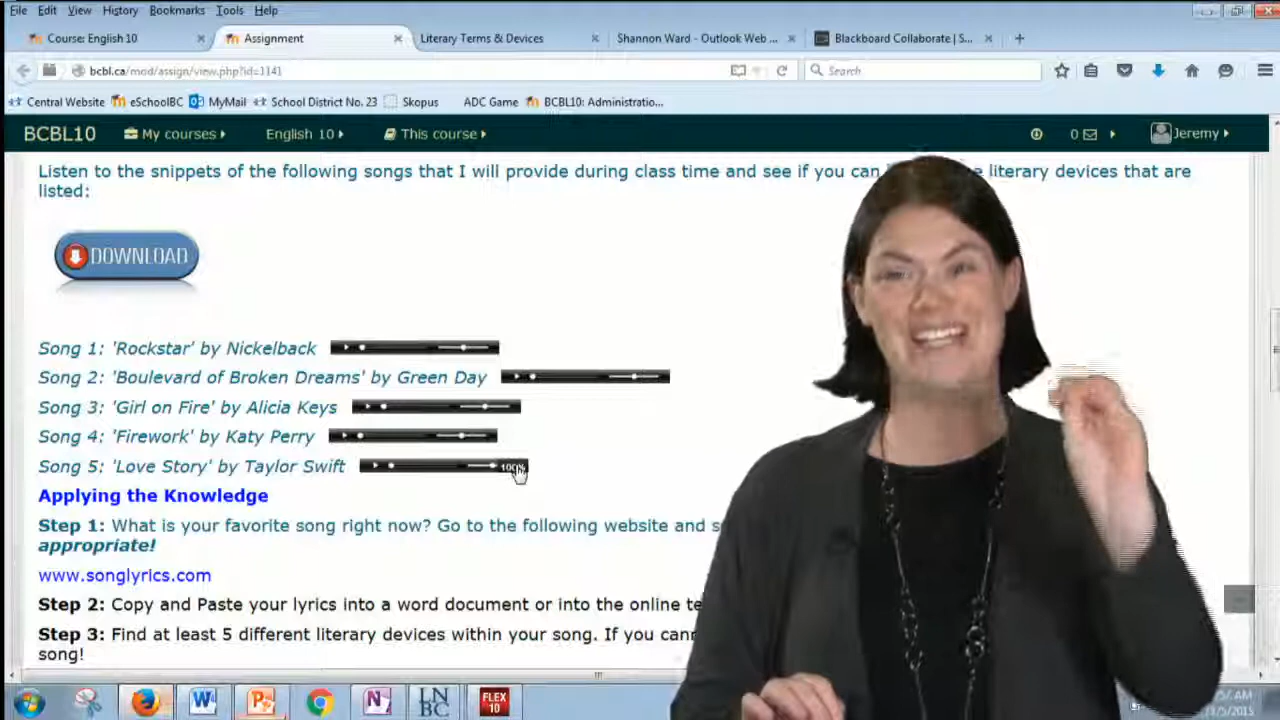 File Edit View History Bookmarks Tools Help
Course: English 10 × Assignment × Literary Terms & Devices × Shannon Ward - Outlook Web ... × Blackboard Collaborate | S... × +
bcbl.ca/mod/assign/view.php?id=1141 Search
Central Website eSchoolBC MyMail School District No. 23 Skopus ADC Game BCBL10: Administratio...
BCBL10 My courses English 10 This course 0 Jeremy
Listen to the snippets of the following songs that I will provide during class time and see if you can literary devices that are
listed:
DOWNLOAD
Song 1: 'Rockstar' by Nickelback
Song 2: 'Boulevard of Broken Dreams' by Green Day
Song 3: 'Girl on Fire' by Alicia Keys
Song 4: 'Firework' by Katy Perry
Song 5: 'Love Story' by Taylor Swift 100%
Applying the Knowledge
Step 1: What is your favorite song right now? Go to the following website and
appropriate!
www.songlyrics.com
Step 2: Copy and Paste your lyrics into a word document or into the online
Step 3: Find at least 5 different literary devices within your song. If you
song!
LN
BC
FLEX
10